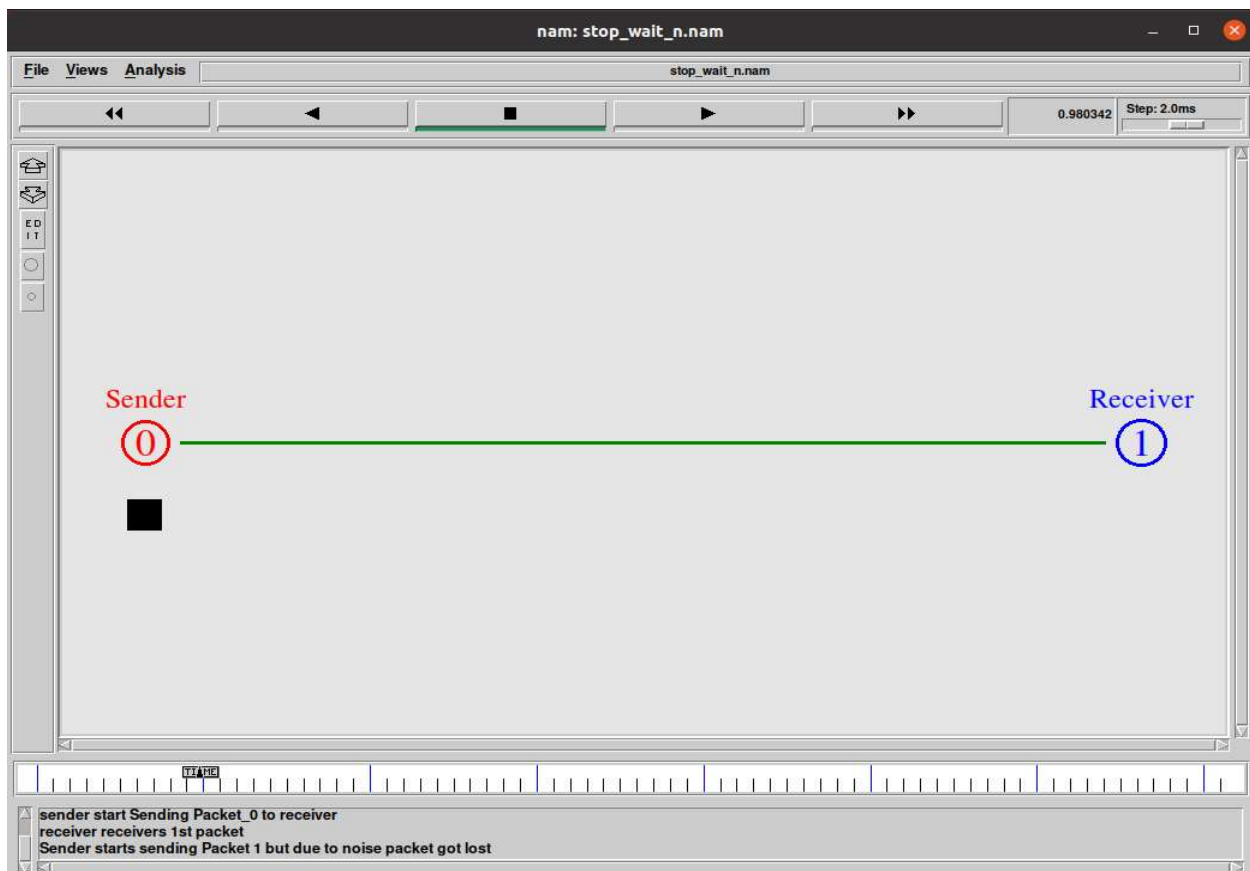 nam: stop_wait_n.nam
File Views Analysis stop_wait_n.nam
0.980342 Step: 2.0ms
E D
I T
Sender Receiver
0 1
TIME
sender start Sending Packet_0 to receiver
receiver receivers 1st packet
Sender starts sending Packet 1 but due to noise packet got lost